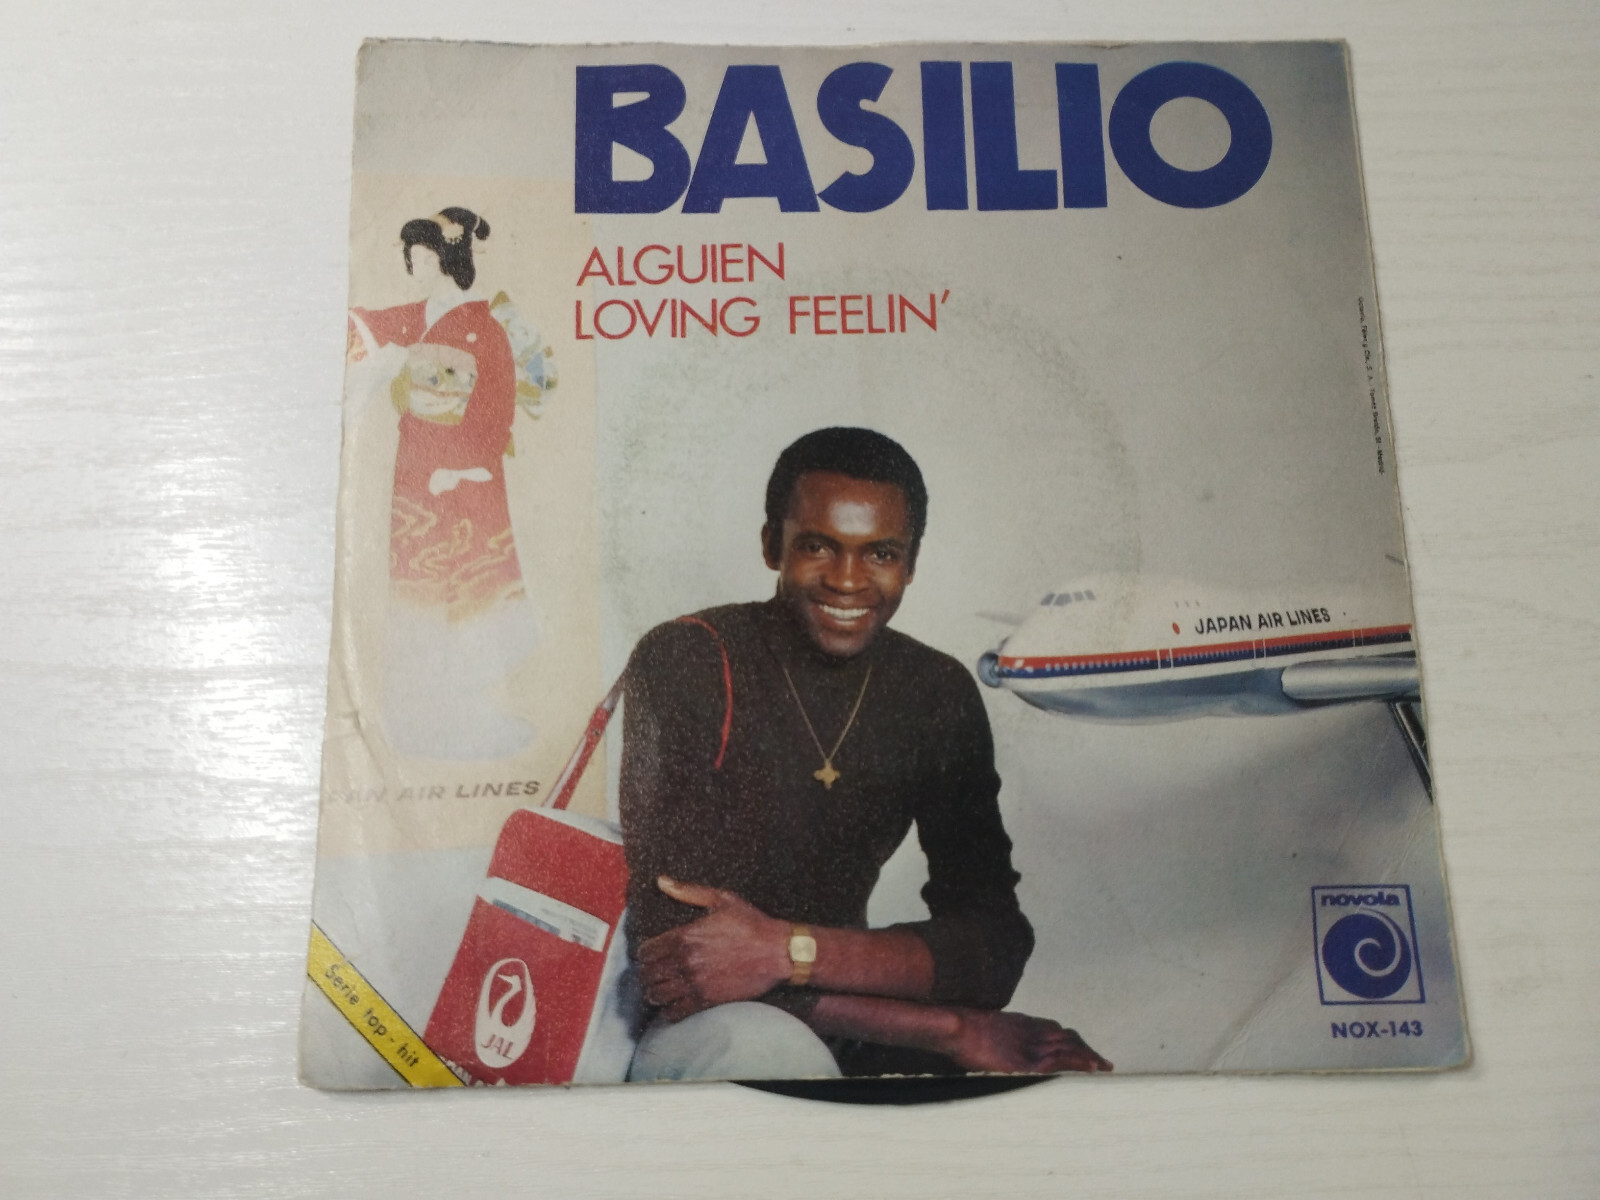 BASILIO
ALGUIEN
LOVING FEELIN'
JAPAN AIR LINES
AIR LINES
JAL
Serie top-hit
novola
NOX-143